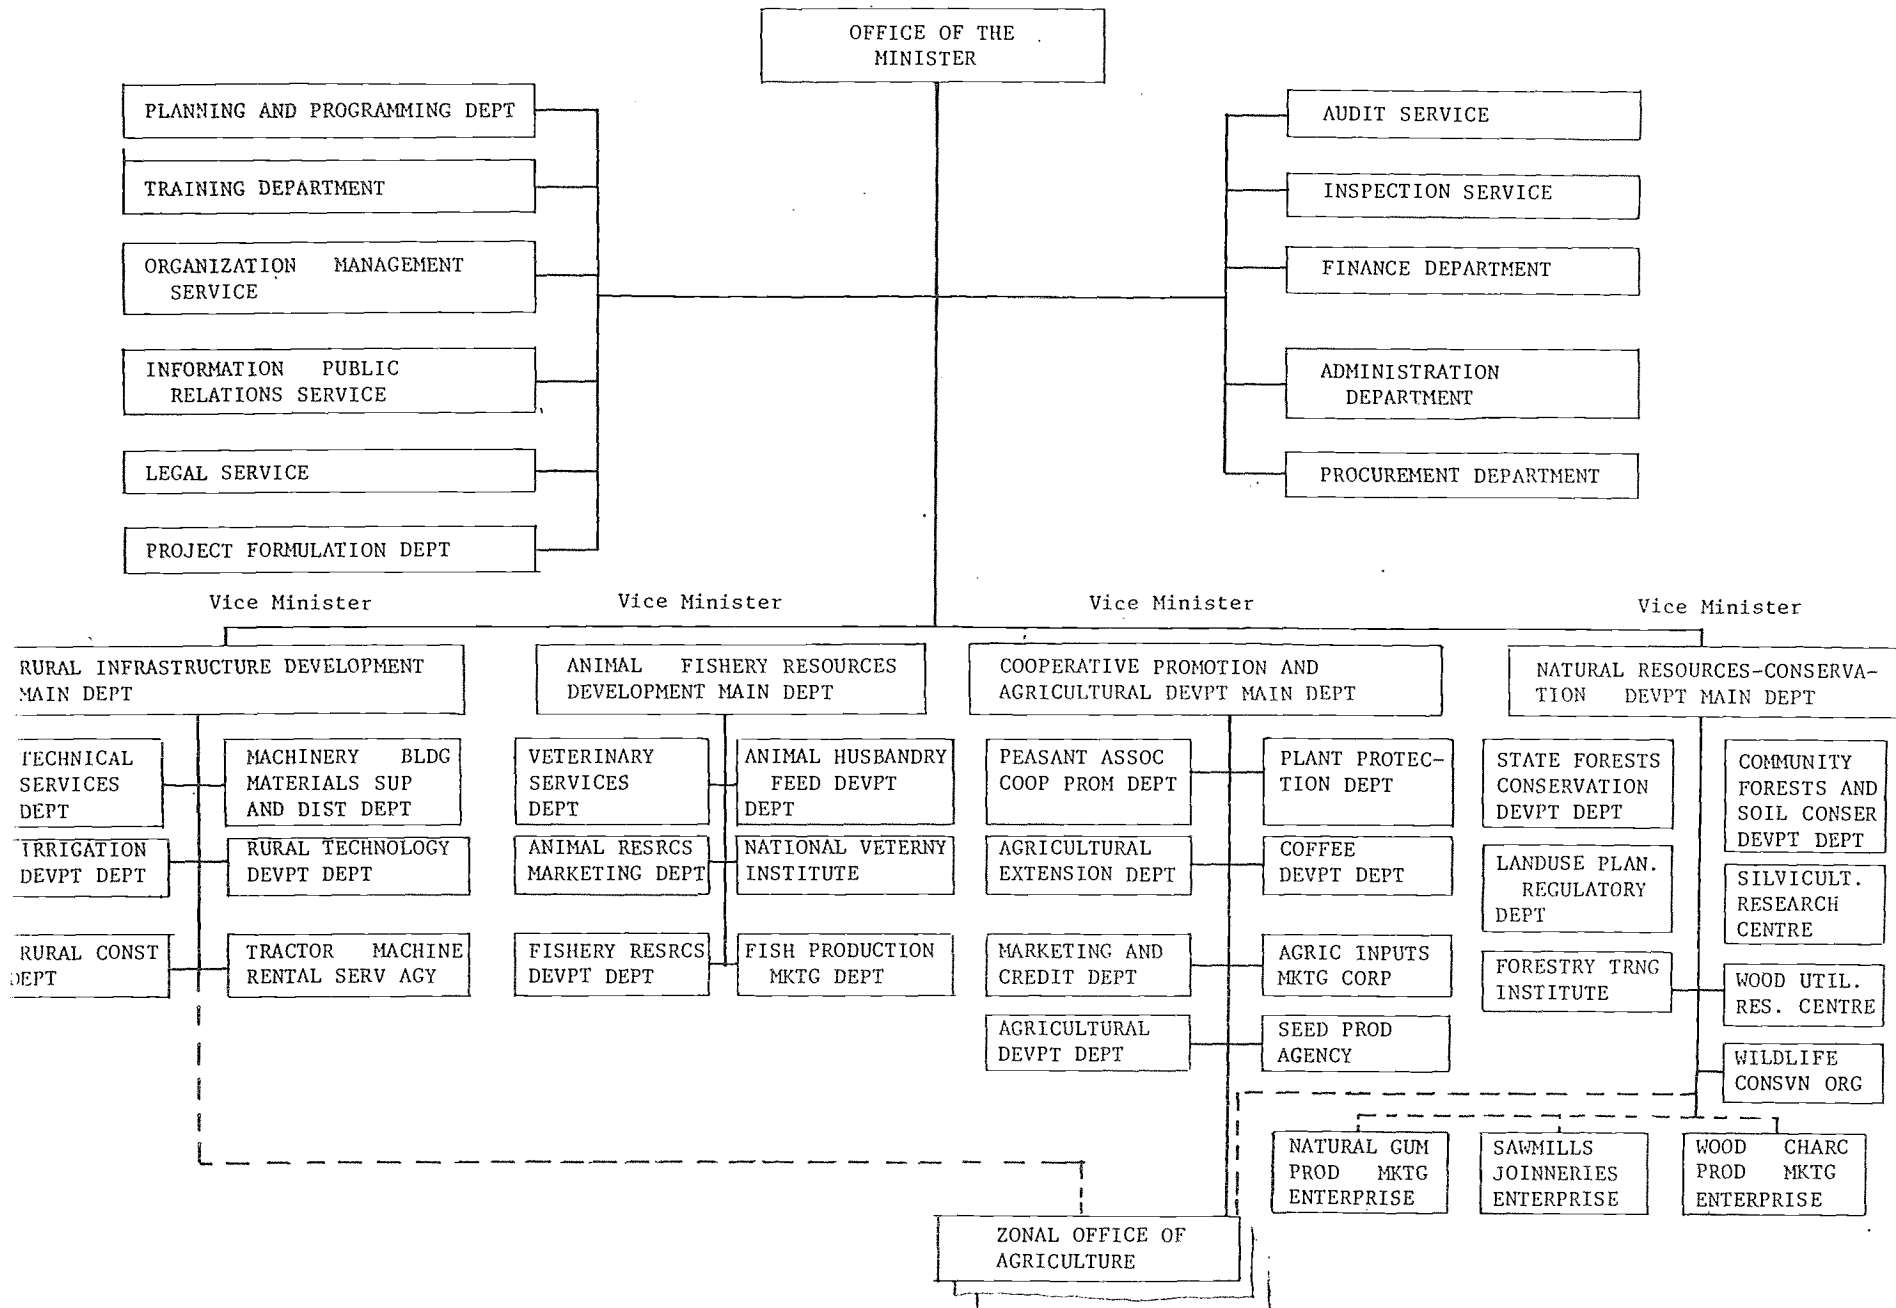 OFFICE OF THE
MINISTER
PLANNING AND PROGRAMMING DEPT
TRAINING DEPARTMENT
ORGANIZATION MANAGEMENT
SERVICE
INFORMATION PUBLIC
RELATIONS SERVICE
LEGAL SERVICE
PROJECT FORMULATION DEPT
AUDIT SERVICE
INSPECTION SERVICE
FINANCE DEPARTMENT
ADMINISTRATION
DEPARTMENT
PROCUREMENT DEPARTMENT
Vice Minister
Vice Minister
Vice Minister
Vice Minister
RURAL INFRASTRUCTURE DEVELOPMENT
MAIN DEPT
ANIMAL FISHERY RESOURCES
DEVELOPMENT MAIN DEPT
COOPERATIVE PROMOTION AND
AGRICULTURAL DEVPT MAIN DEPT
NATURAL RESOURCES-CONSERVA-
TION DEVPT MAIN DEPT
TECHNICAL
SERVICES
DEPT
MACHINERY BLDG
MATERIALS SUP
AND DIST DEPT
IRRIGATION
DEVPT DEPT
RURAL TECHNOLOGY
DEVPT DEPT
RURAL CONST
DEPT
TRACTOR MACHINE
RENTAL SERV AGY
VETERINARY
SERVICES
DEPT
ANIMAL HUSBANDRY
FEED DEVPT
DEPT
ANIMAL RESRCS
MARKETING DEPT
NATIONAL VETERNY
INSTITUTE
FISHERY RESRCS
DEVPT DEPT
FISH PRODUCTION
MKTG DEPT
PEASANT ASSOC
COOP PROM DEPT
PLANT PROTEC-
TION DEPT
AGRICULTURAL
EXTENSION DEPT
COFFEE
DEVPT DEPT
MARKETING AND
CREDIT DEPT
AGRIC INPUTS
MKTG CORP
AGRICULTURAL
DEVPT DEPT
SEED PROD
AGENCY
STATE FORESTS
CONSERVATION
DEVPT DEPT
COMMUNITY
FORESTS AND
SOIL CONSER
DEVPT DEPT
LANDUSE PLAN.
REGULATORY
DEPT
SILVICULT.
RESEARCH
CENTRE
FORESTRY TRNG
INSTITUTE
WOOD UTIL.
RES. CENTRE
WILDLIFE
CONSVN ORG
NATURAL GUM
PROD MKTG
ENTERPRISE
SAWMILLS
JOINNERIES
ENTERPRISE
WOOD CHARC
PROD MKTG
ENTERPRISE
ZONAL OFFICE OF
AGRICULTURE